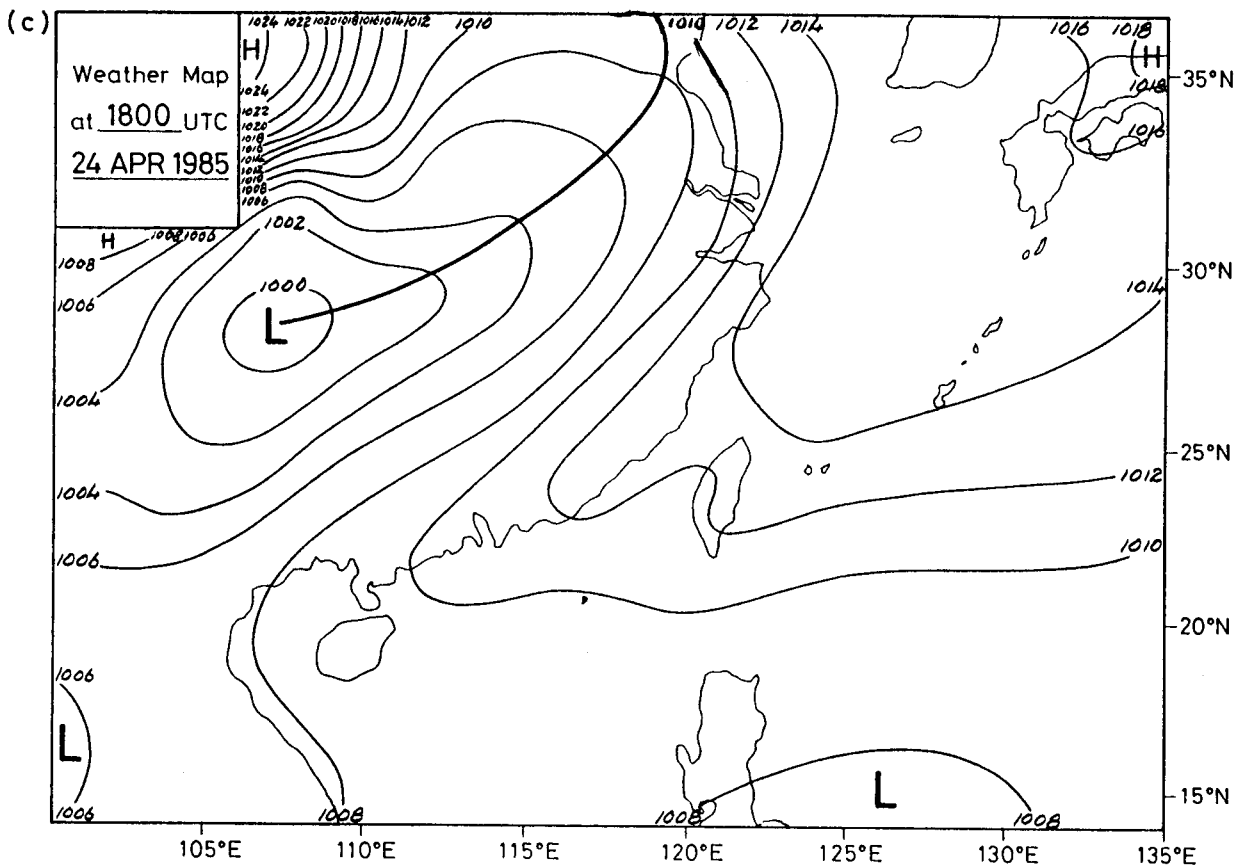 (c)
1024 1022 1020 1018 1016 1014 1012 1010 1010 1012 1014 1016 1018
H H
Weather Map
at 1800 UTC
24 APR 1985
35°N
1024
1022
1020
1018
1016
1014
1012
1010
1008
1006
1018
1016
H 1008 1006 1002
1008
30°N
1006
1000
L
1014
1004
25°N
1012
1004
1010
1006
20°N
1006
L
L
1006 1008 1008 1008
15°N
105°E 110°E 115°E 120°E 125°E 130°E 135°E